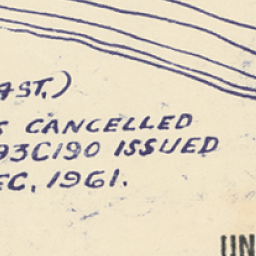 AST.)
S CANCELLED
93C190 ISSUED
EC. 1961.
UN